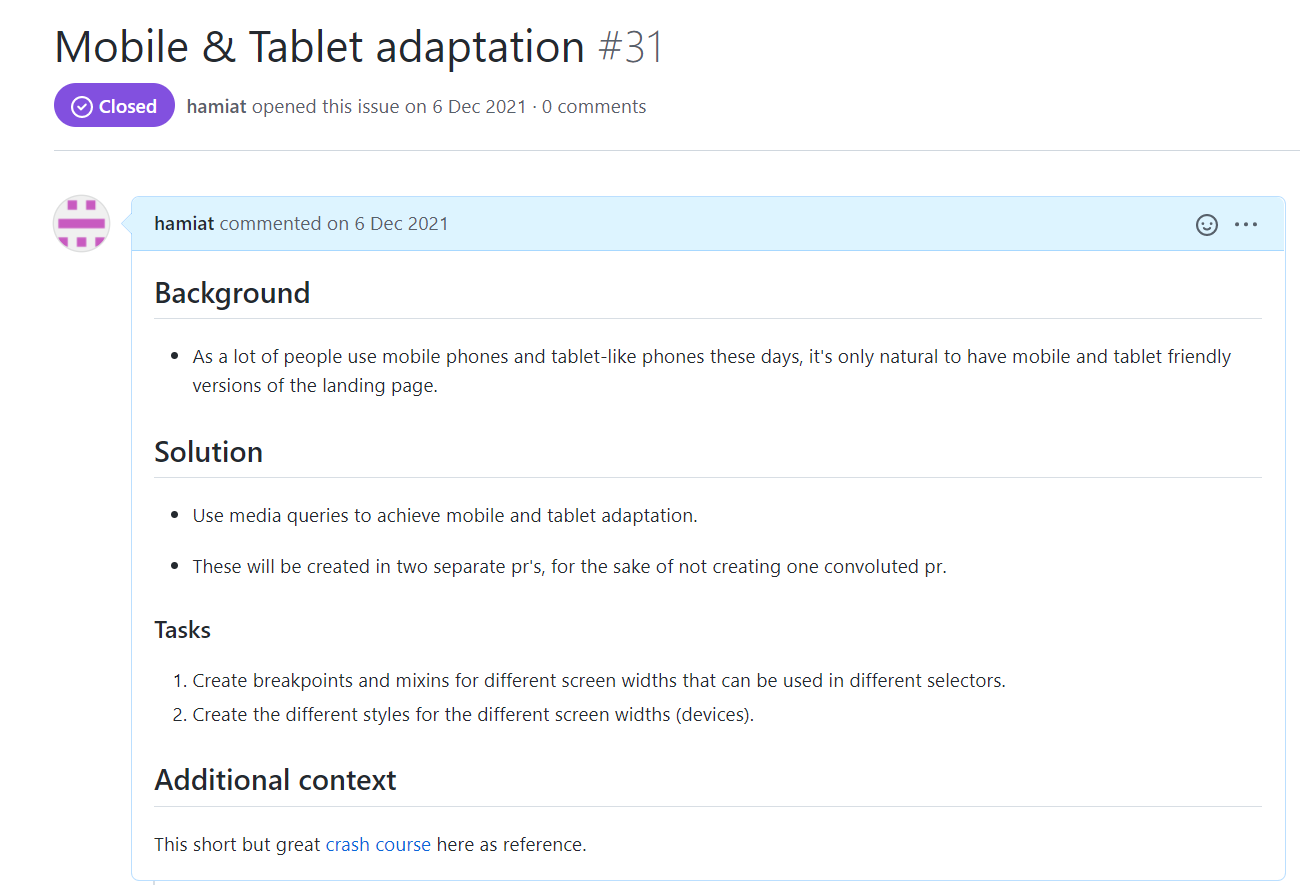 Mobile & Tablet adaptation #31
Closed hamiat opened this issue on 6 Dec 2021 · 0 comments
hamiat commented on 6 Dec 2021
Background
• As a lot of people use mobile phones and tablet-like phones these days, it's only natural to have mobile and tablet friendly
versions of the landing page.
Solution
• Use media queries to achieve mobile and tablet adaptation.
• These will be created in two separate pr's, for the sake of not creating one convoluted pr.
Tasks
1. Create breakpoints and mixins for different screen widths that can be used in different selectors.
2. Create the different styles for the different screen widths (devices).
Additional context
This short but great crash course here as reference.